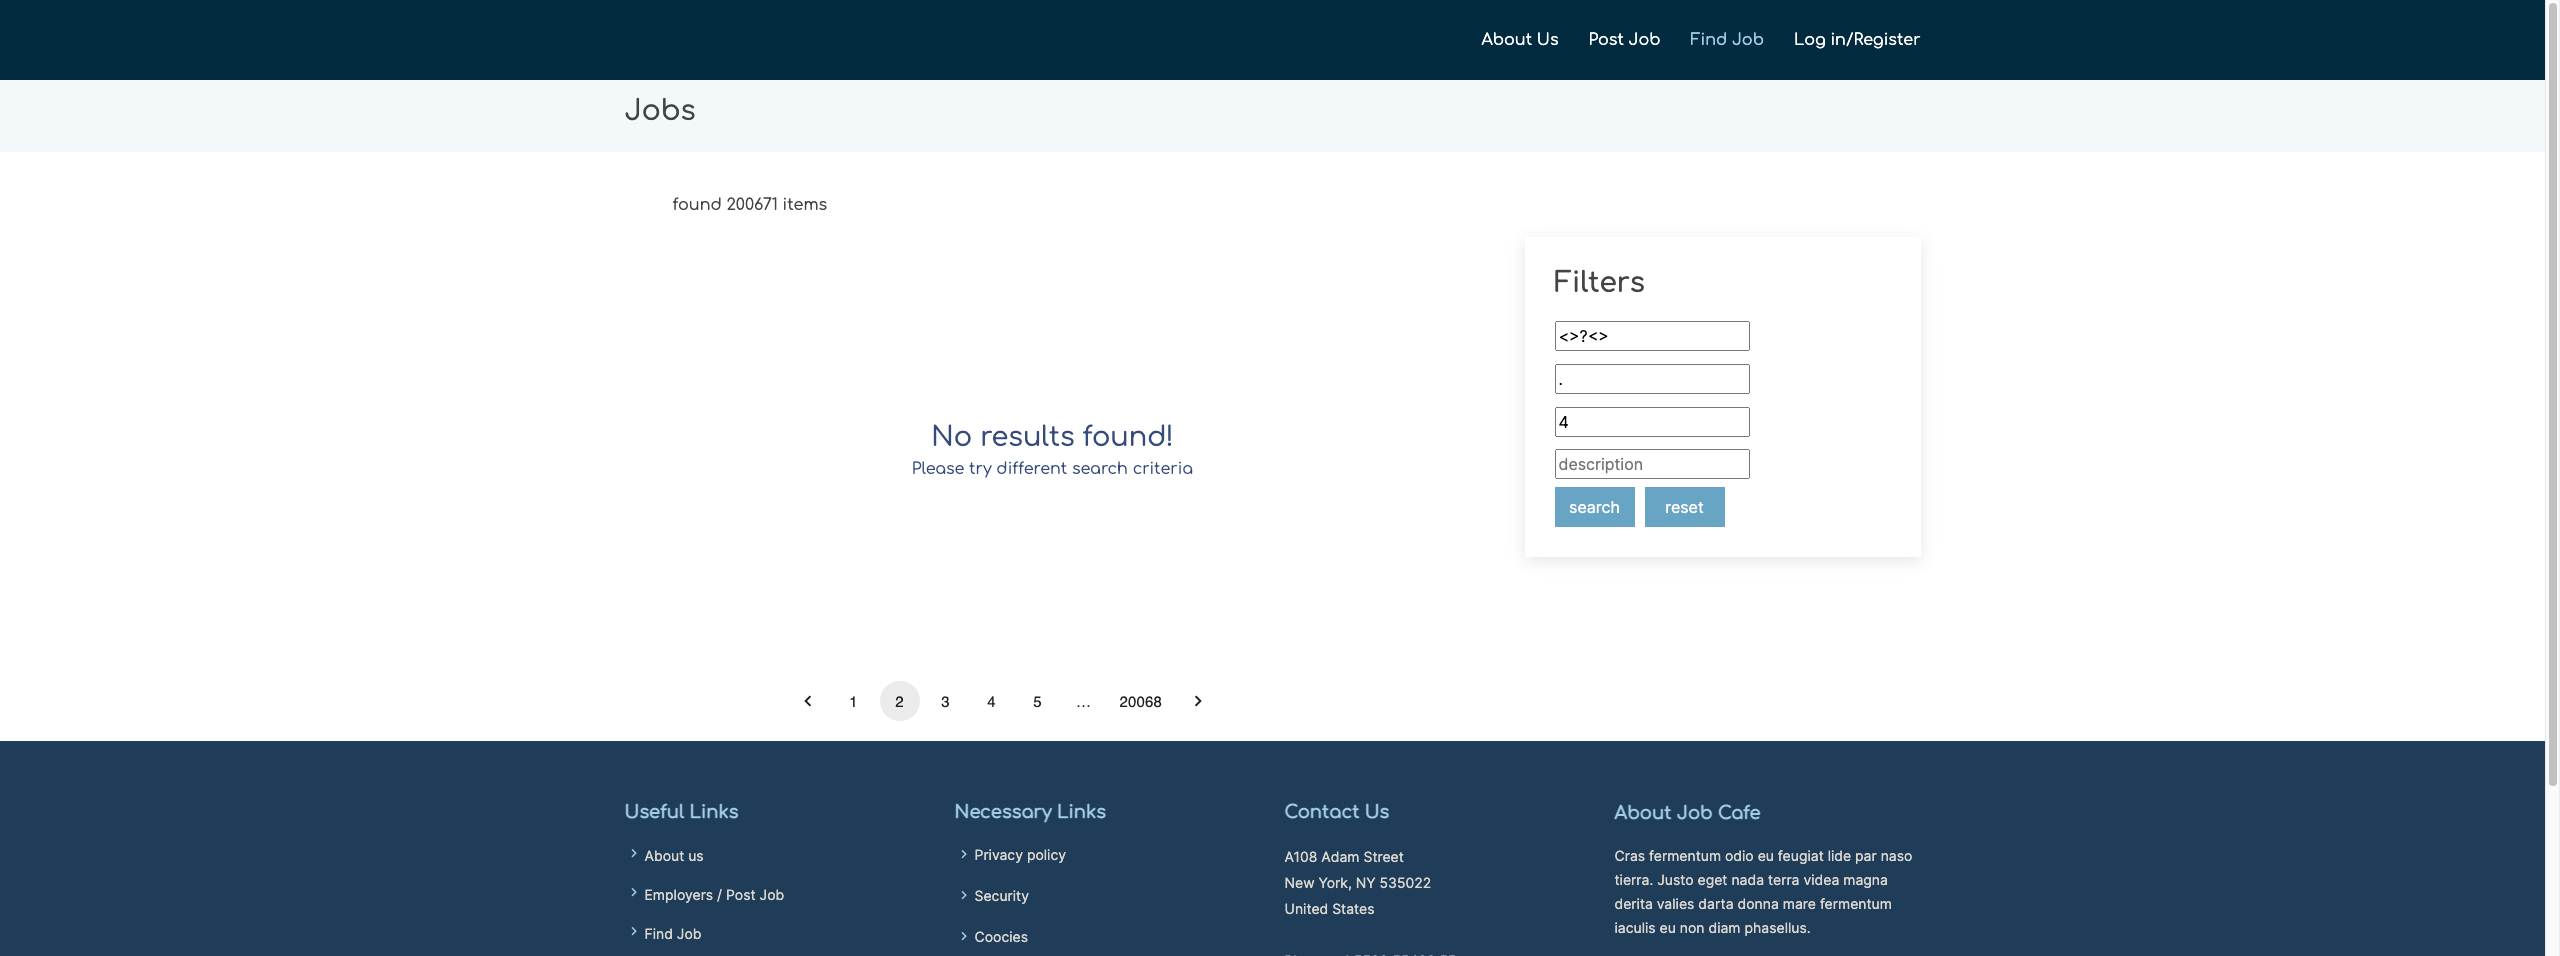 About Us Post Job Find Job Log in/Register
Jobs
found 200671 items
Filters
<>?<>
.
4
description
search reset
No results found!
Please try different search criteria
1 2 3 4 5 ... 20068
Useful Links
About us
Employers / Post Job
Find Job
Necessary Links
Privacy policy
Security
Coocies
Contact Us
A108 Adam Street
New York, NY 535022
United States
About Job Cafe
Cras fermentum odio eu feugiat lide par naso
tierra. Justo eget nada terra videa magna
derita valies darta donna mare fermentum
iaculis eu non diam phasellus.